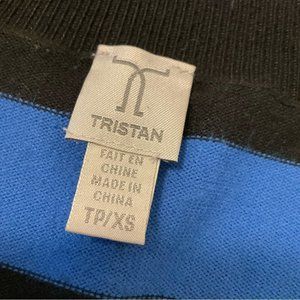 TRISTAN
FAIT EN
CHINE
MADE IN
CHINA
TP/XS